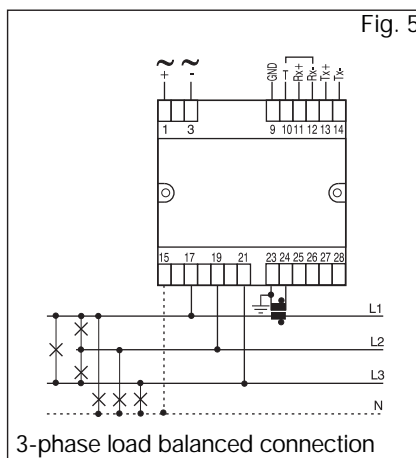 Fig. 5
~ ~
+ -
GND T Rx+ Rx- Tx+ Tx-
1 3 9 10 11 12 13 14
15 17 19 21 23 24 25 26 27 28
L1
L2
L3
N
3-phase load balanced connection